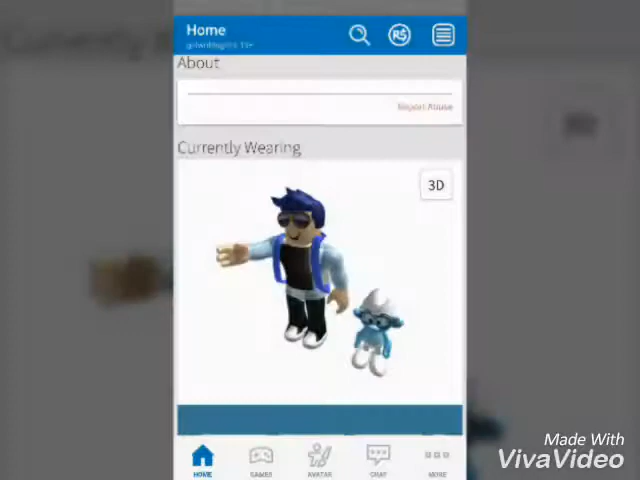 Home
R$
About
Report Abuse
Currently Wearing
3D
HOME
GAMES
AVATAR
CHAT
MORE
Made With
VivaVideo